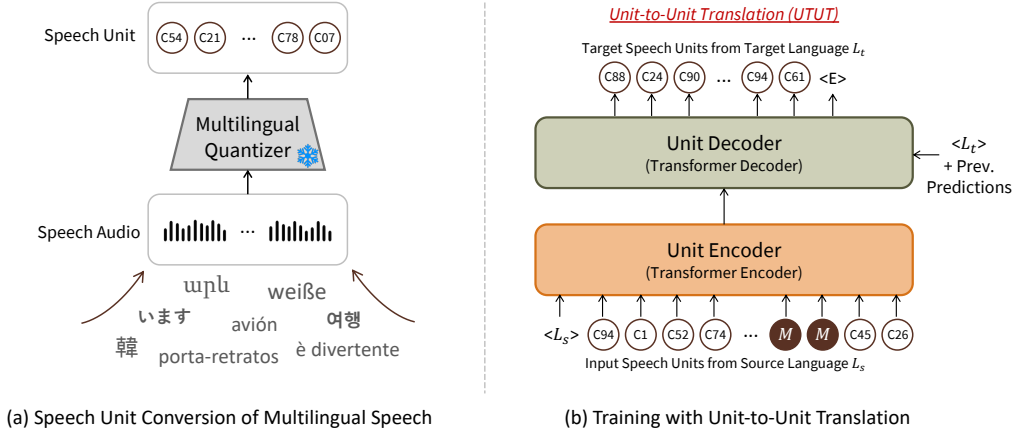 Speech Unit
C54 C21 ... C78 C07
Multilingual
Quantizer
Speech Audio
...
արև
weiße
います
avión
여행
韓
porta-retratos
è divertente
(a) Speech Unit Conversion of Multilingual Speech
Unit-to-Unit Translation (UTUT)
Target Speech Units from Target Language L_t
C88 C24 C90 ... C94 C61 <E>
Unit Decoder
(Transformer Decoder)
<L_t>
+ Prev.
Predictions
Unit Encoder
(Transformer Encoder)
<L_s> C94 C1 C52 C74 ... M M C45 C26
Input Speech Units from Source Language L_s
(b) Training with Unit-to-Unit Translation